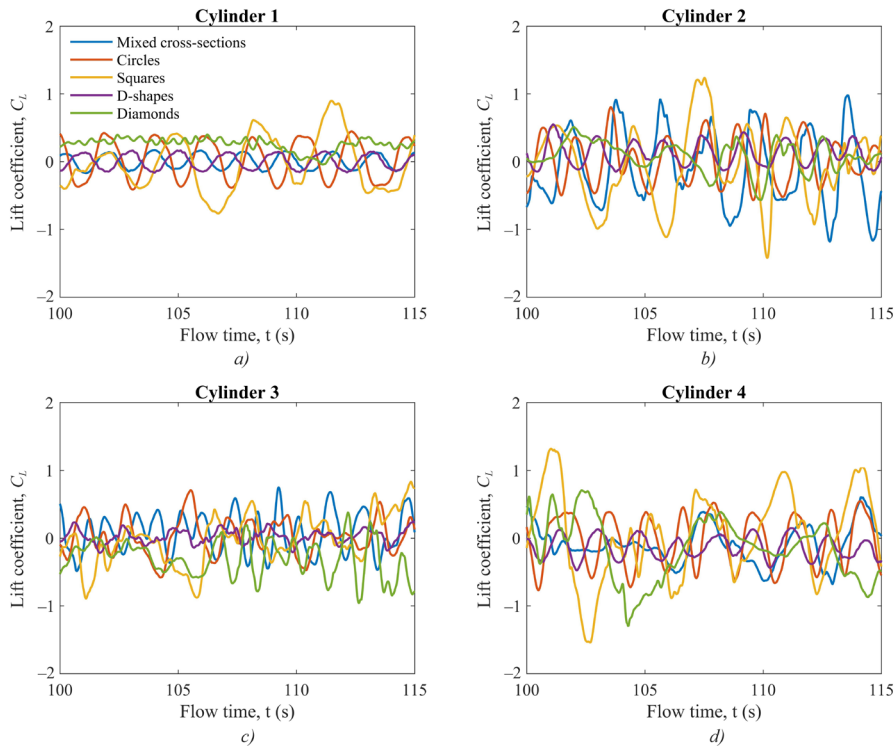 Cylinder 1
2
1
0
−1
−2
Lift coefficient, C_L
Mixed cross-sections
Circles
Squares
D-shapes
Diamonds
100
105
110
115
Flow time, t (s)
a)
Cylinder 2
2
1
0
−1
−2
Lift coefficient, C_L
100
105
110
115
Flow time, t (s)
b)
Cylinder 3
2
1
0
−1
−2
Lift coefficient, C_L
100
105
110
115
Flow time, t (s)
c)
Cylinder 4
2
1
0
−1
−2
Lift coefficient, C_L
100
105
110
115
Flow time, t (s)
d)